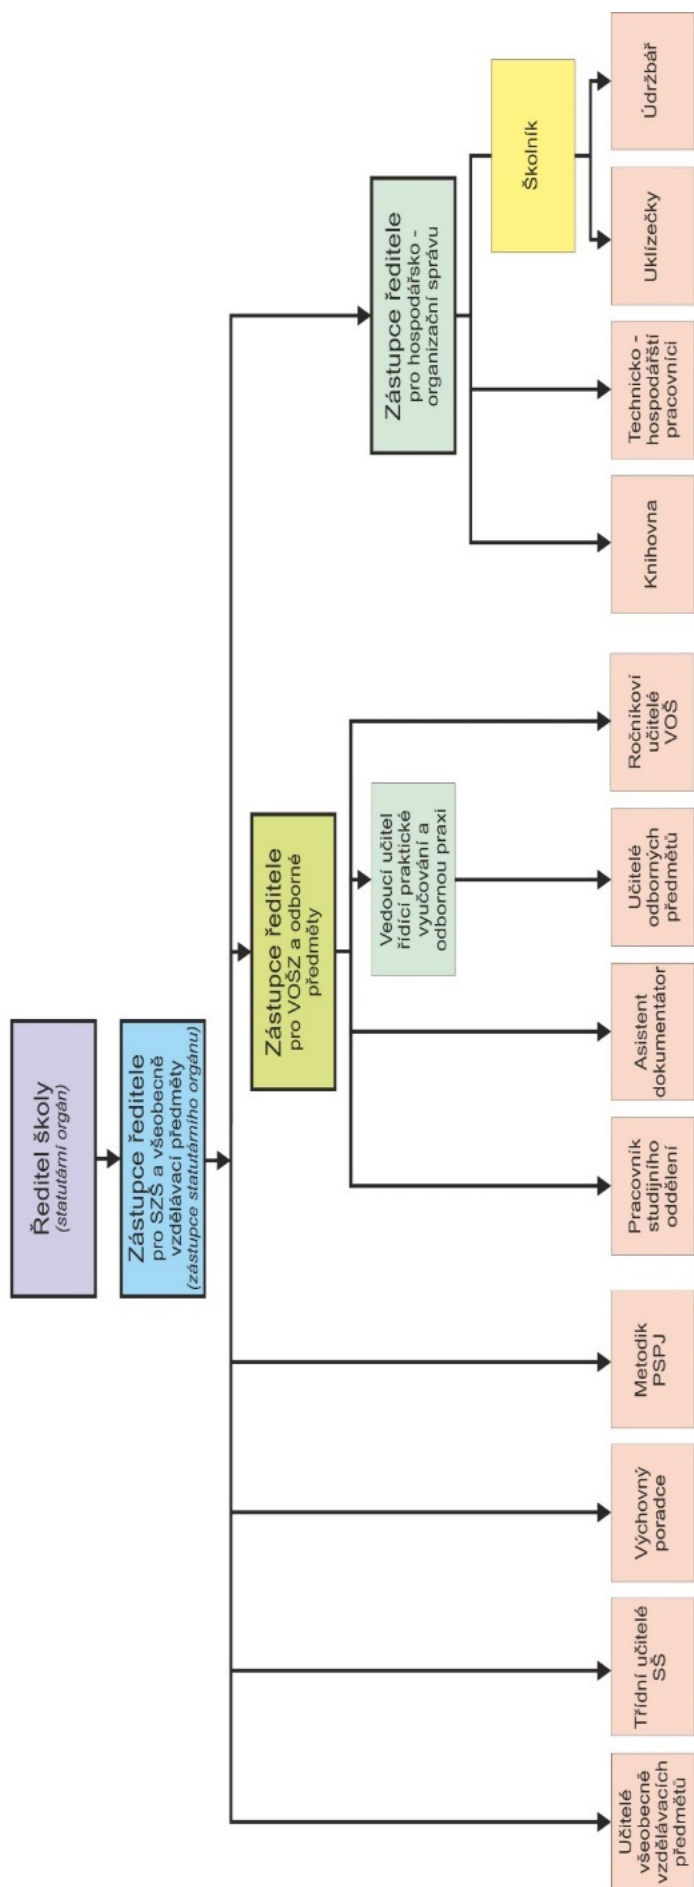 Ředitel školy
(statutární orgán)
Zástupce ředitele
pro SZŠ a všeobecně
vzdělávací předměty
(zástupce statutárního orgánu)
Zástupce ředitele
pro VOŠZ a odborné
předměty
Zástupce ředitele
pro hospodářsko -
organizační správu
Vedoucí učitel
řídící praktické
vyučování a
odbornou praxi
Školník
Učitelé
všeobecně
vzdělávacích
předmětů
Třídní učitelé
SŠ
Výchovný
poradce
Metodik
PSPJ
Pracovník
studijního
oddělení
Asistent
dokumentátor
Učitelé
odborných
předmětů
Ročníkoví
učitelé
VOŠ
Knihovna
Technicko -
hospodářští
pracovníci
Uklízečky
Údržbář